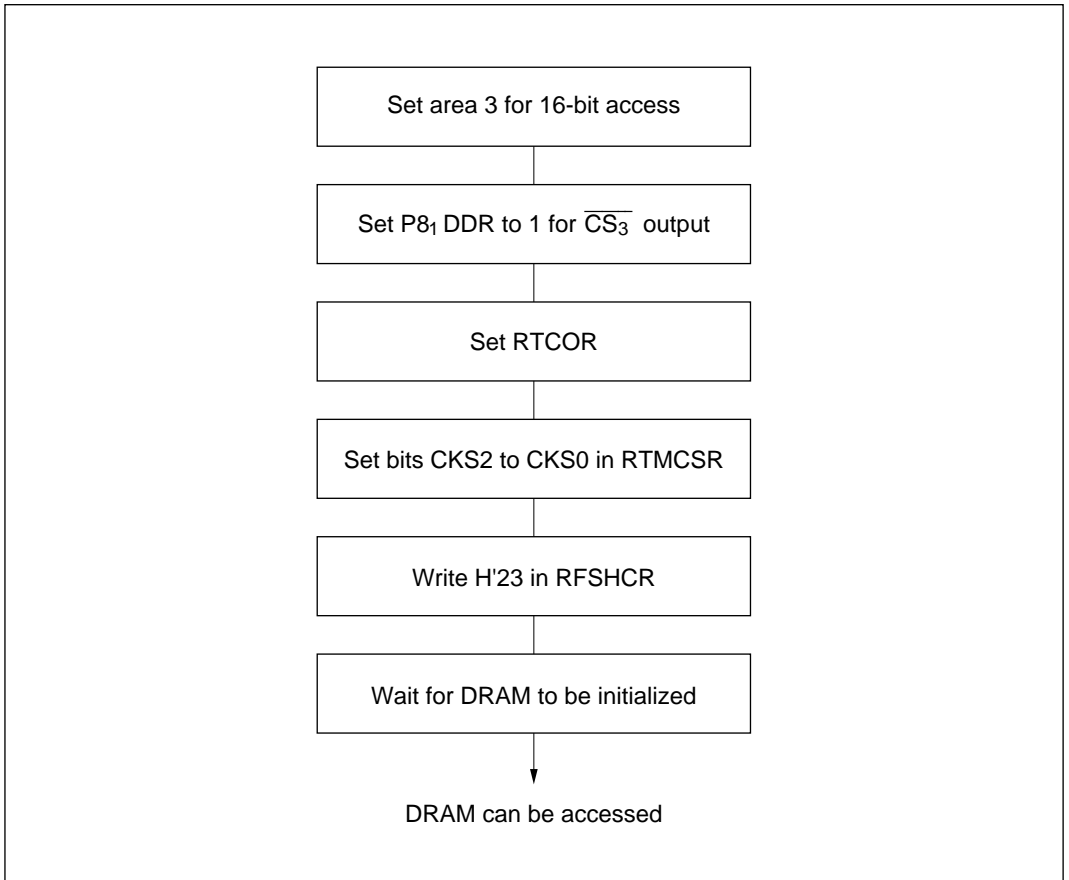 Set area 3 for 16-bit access
Set P8₁ DDR to 1 for C̅S̅₃̅ output
Set RTCOR
Set bits CKS2 to CKS0 in RTMCSR
Write H'23 in RFSHCR
Wait for DRAM to be initialized
DRAM can be accessed